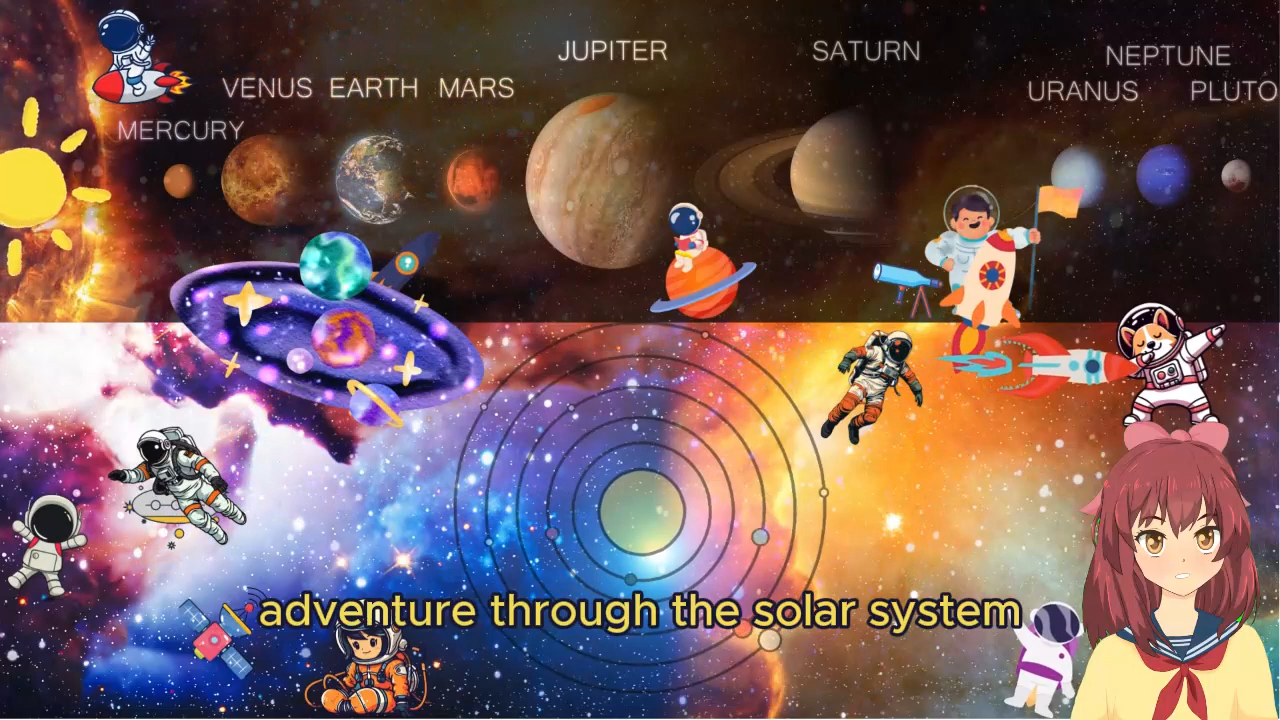 JUPITER
SATURN
NEPTUNE
VENUS EARTH MARS
URANUS PLUTO
MERCURY
adventure through the solar system